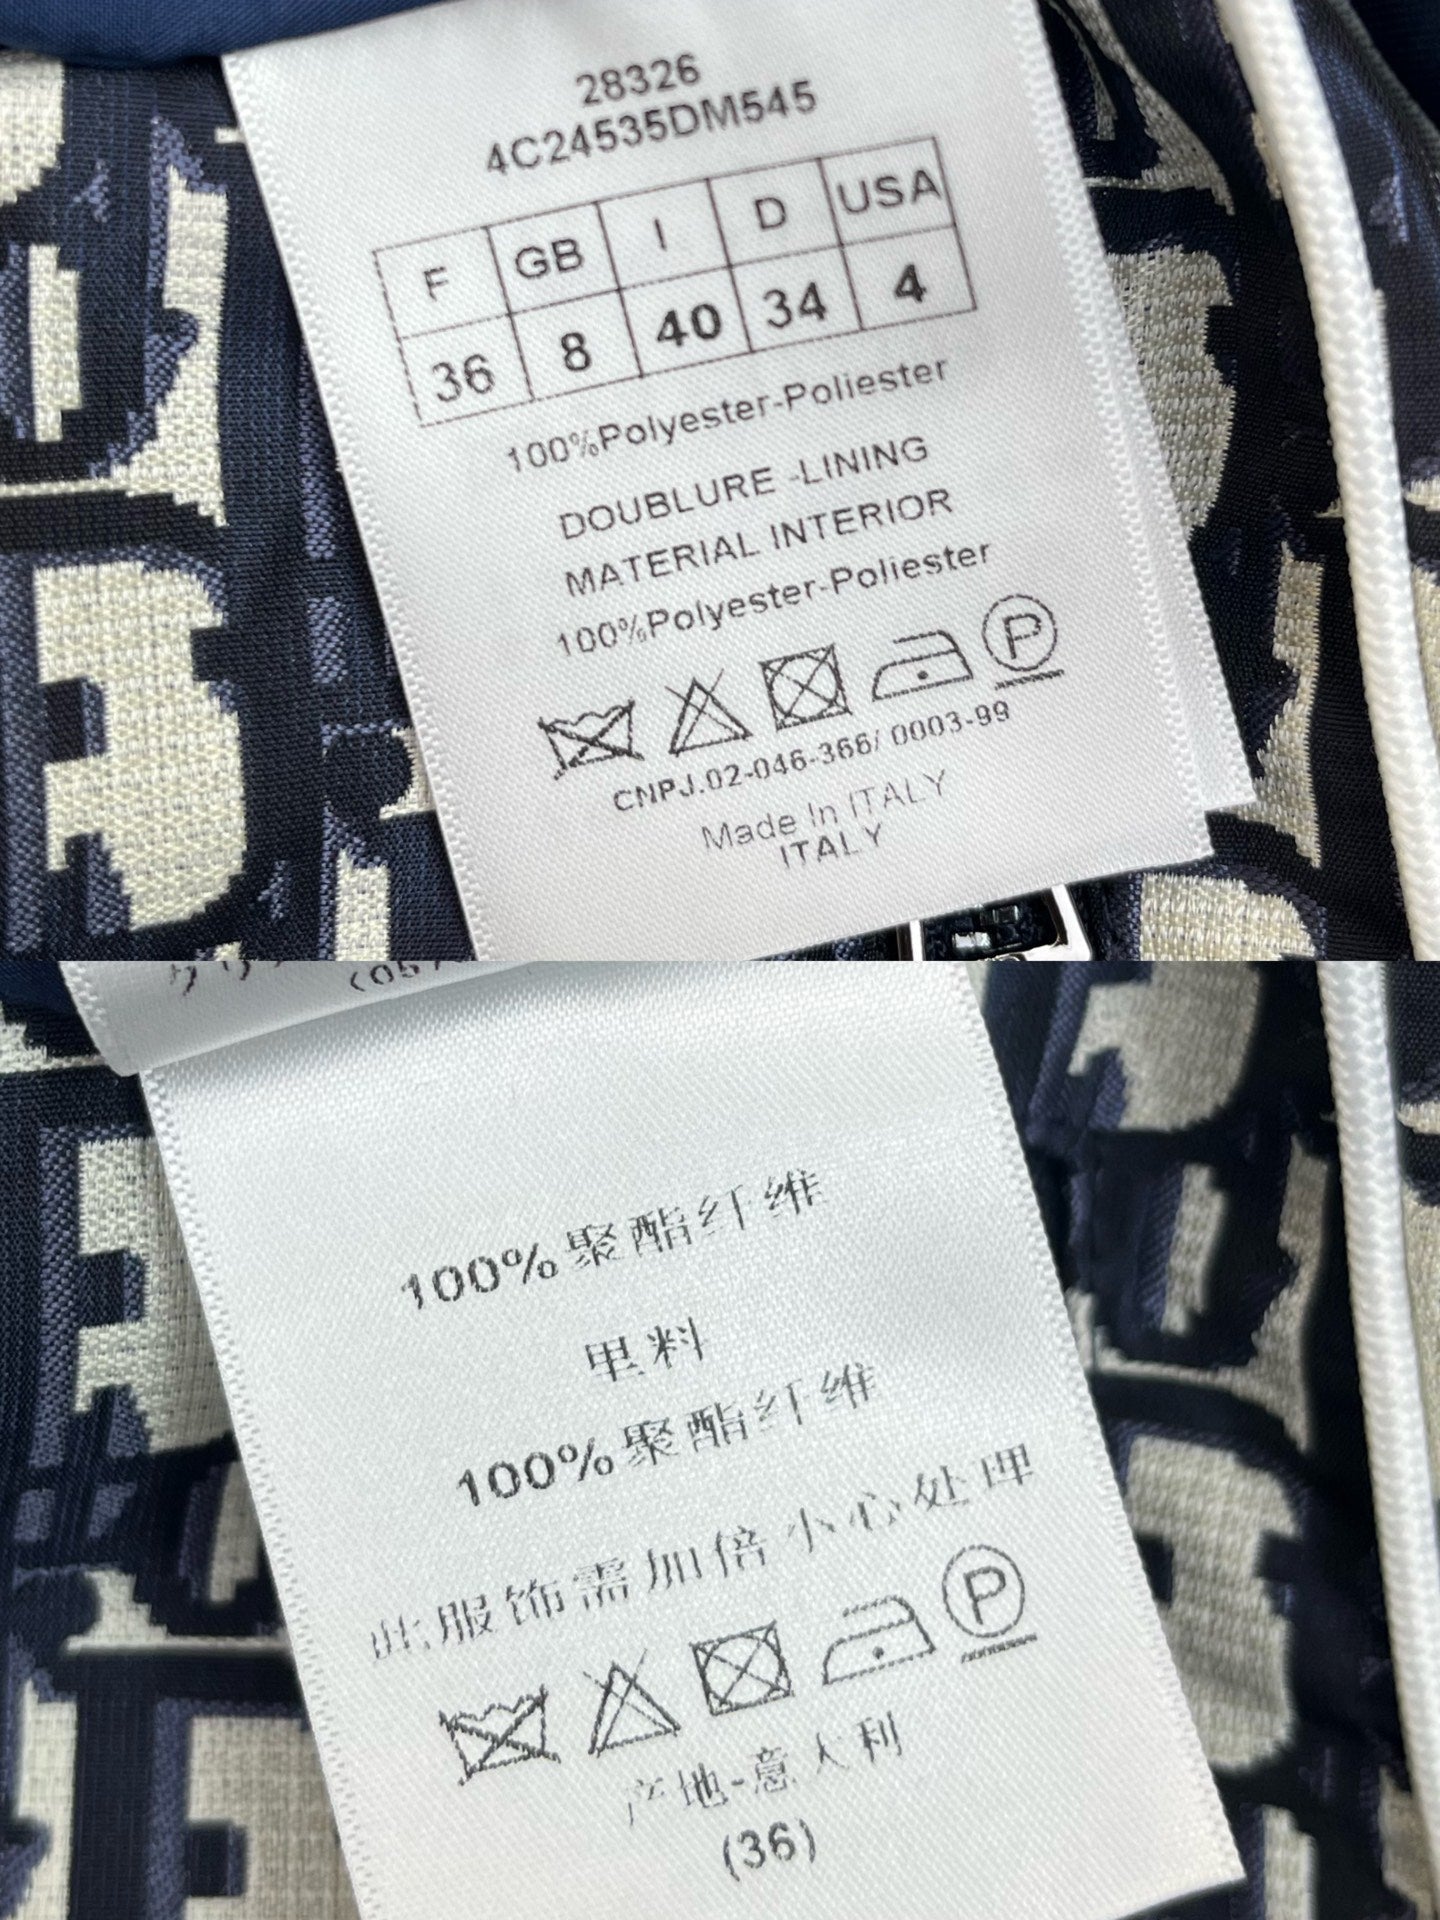 28326
4C24535DM545
F GB I D USA
36 8 40 34 4
100%Polyester-Poliester
DOUBLURE -LINING
MATERIAL INTERIOR
100%Polyester-Poliester
P
CNPJ.02-046-366/ 0003-99
Made In ITALY
ITALY
100%聚酯纤维
里料
100%聚酯纤维
此服饰需加倍小心处理
P
产地-意大利
(36)